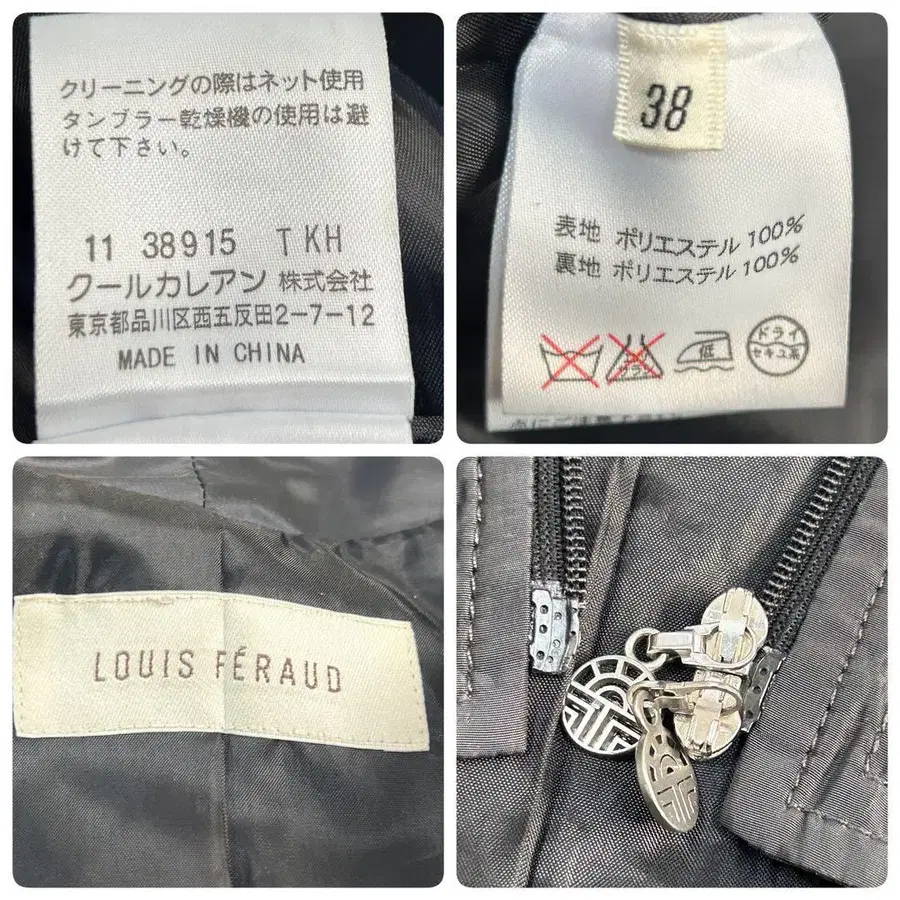 クリーニングの際はネット使用
タンブラー乾燥機の使用は避
けて下さい。
11 38915 TKH
クールカレアン 株式会社
東京都品川区西五反田2-7-12
MADE IN CHINA
38
表地 ポリエステル 100%
裏地 ポリエステル 100%
低
ドライ
セキユ系
LOUIS FÉRAUD